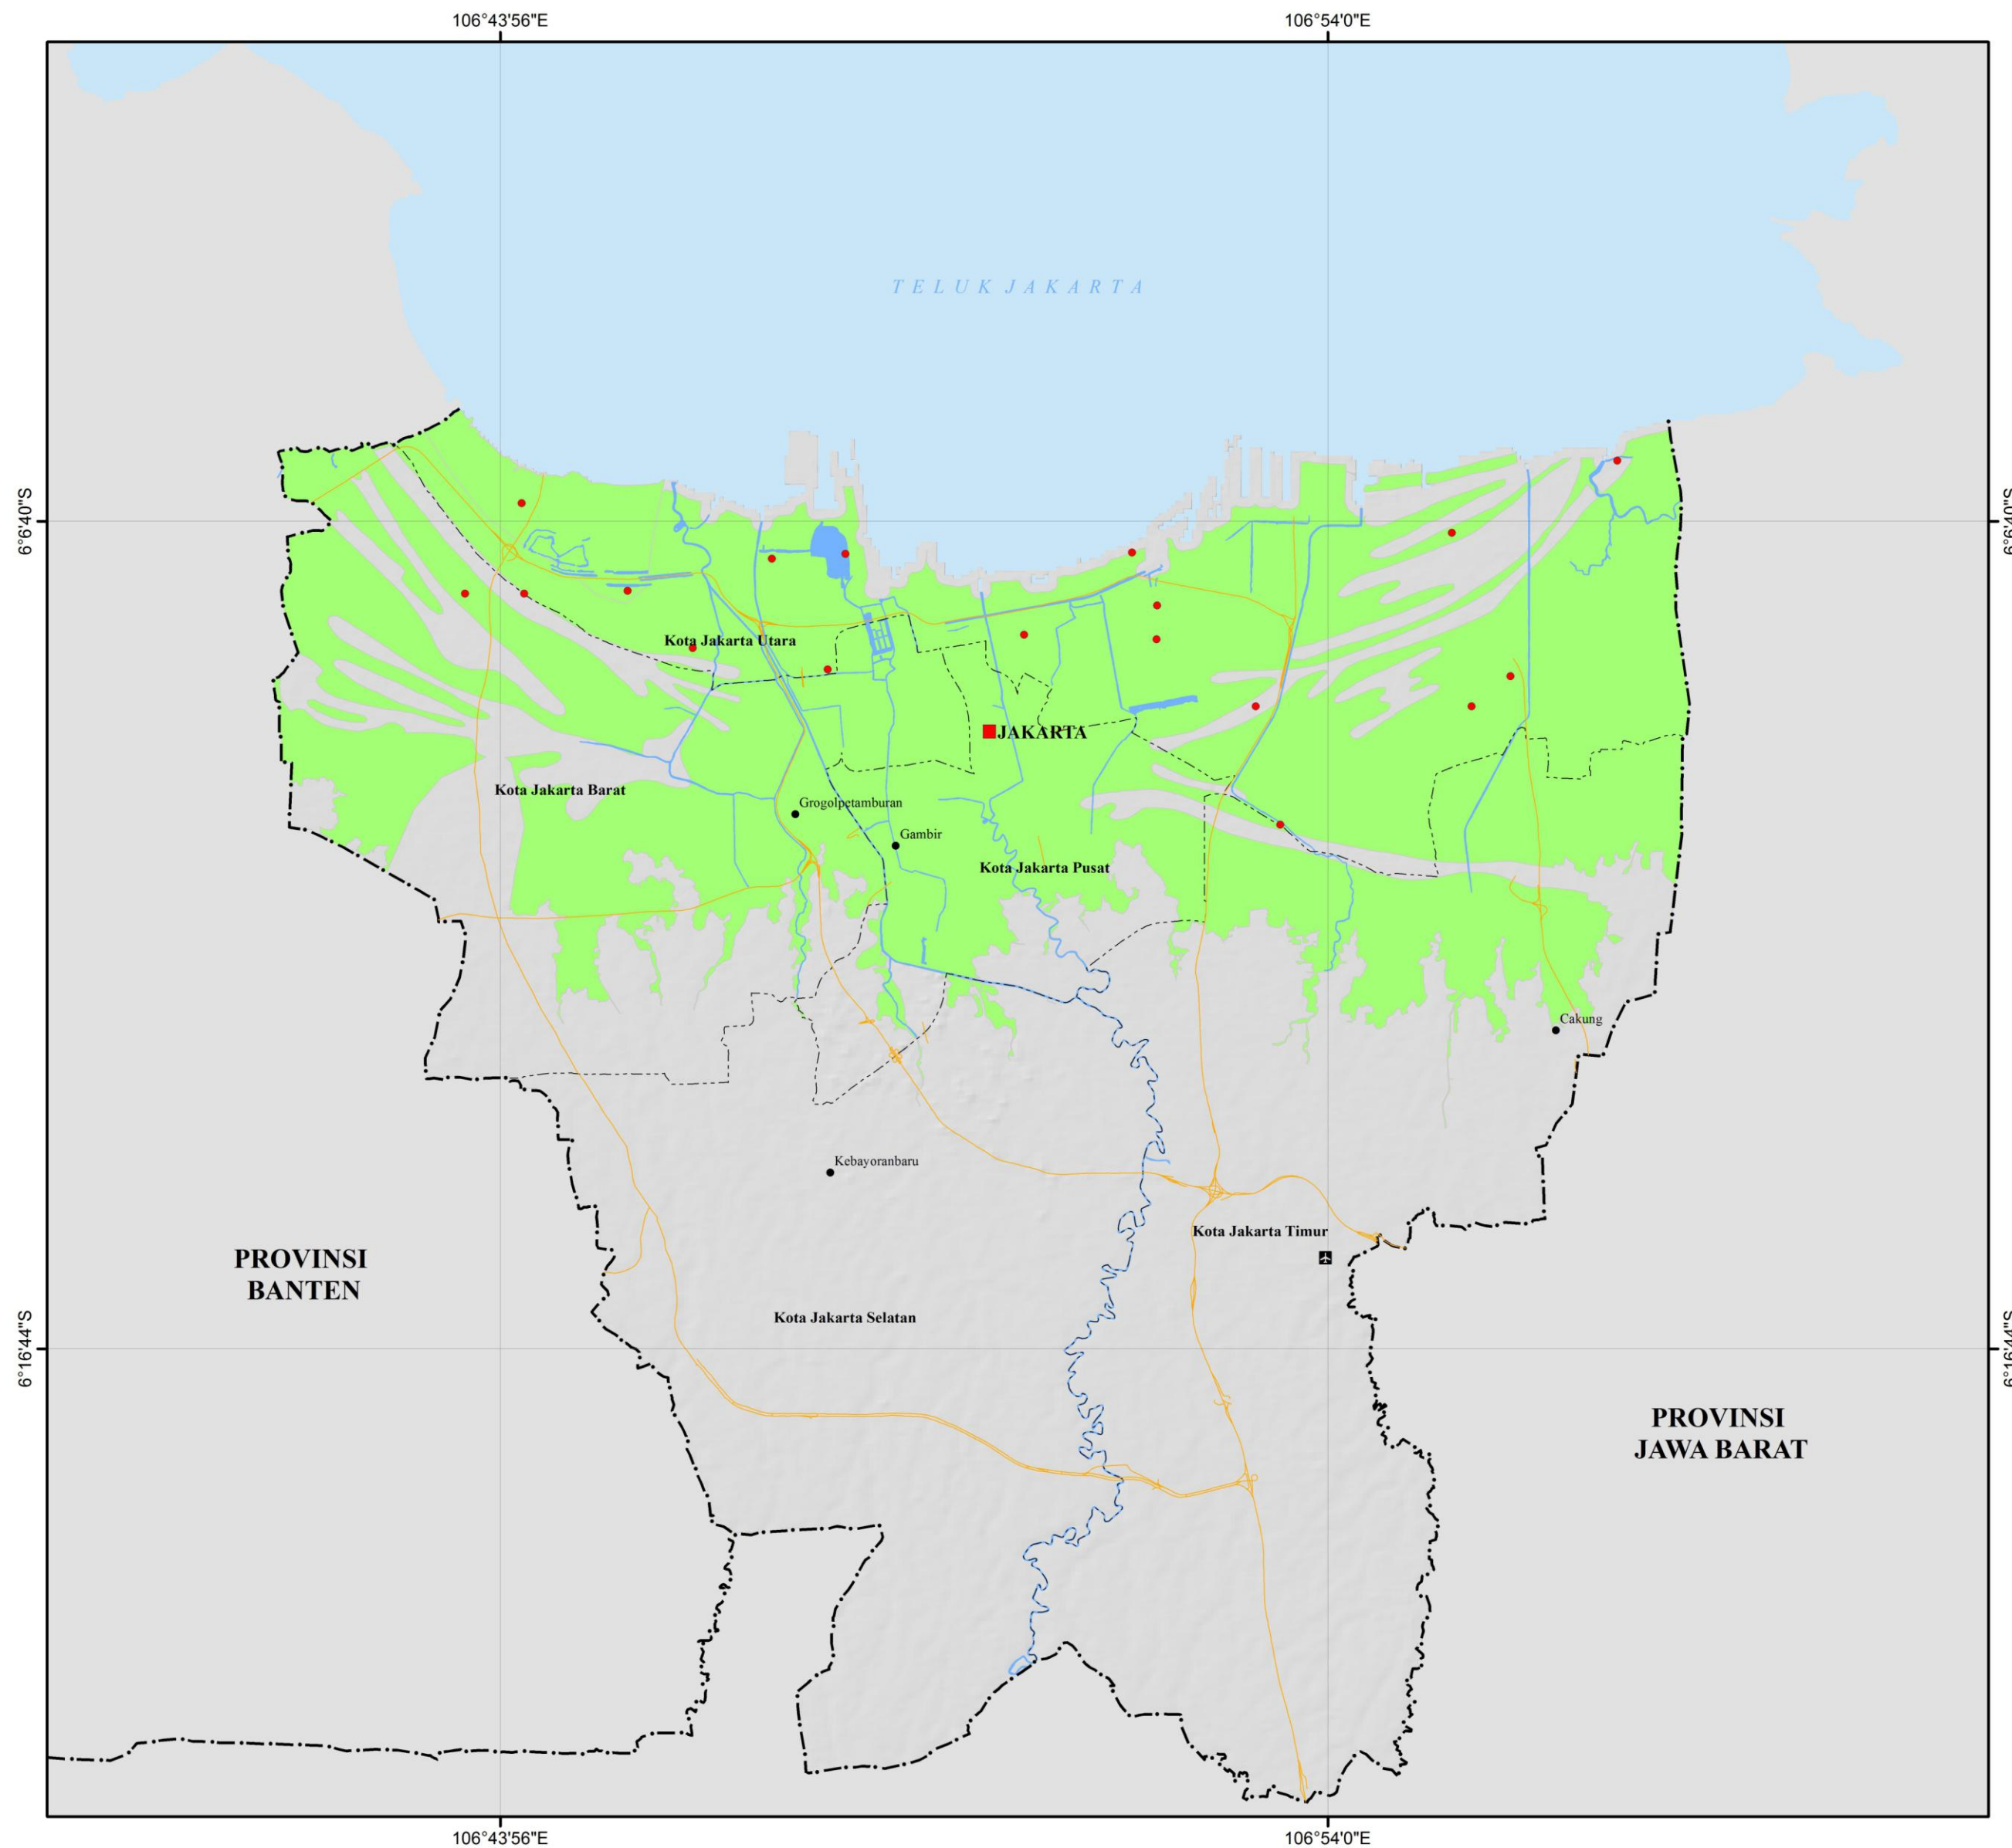 106°43'56"E
106°54'0"E
TELUK JAKARTA
6°6'40"S
6°6'40"S
Kota Jakarta Utara
JAKARTA
Kota Jakarta Barat
Grogolpetamburan
Gambir
Kota Jakarta Pusat
Cakung
Kebayoranbaru
Kota Jakarta Timur
PROVINSI
BANTEN
Kota Jakarta Selatan
6°16'44"S
6°16'44"S
PROVINSI
JAWA BARAT
106°43'56"E
106°54'0"E